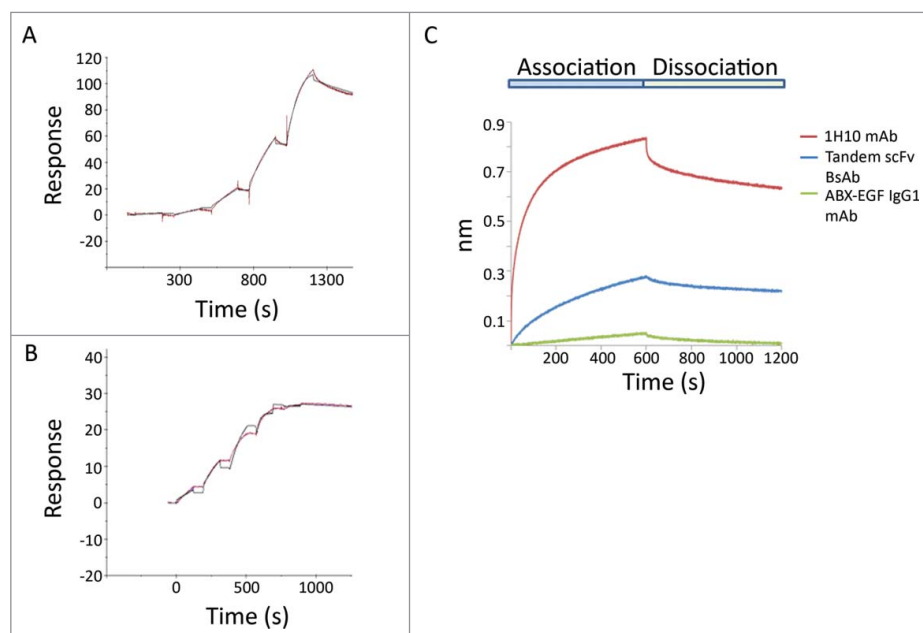 A
Response
120
100
80
60
40
20
0
-20
300 800 1300
Time (s)
B
Response
40
30
20
10
0
-10
-20
0 500 1000
Time (s)
C
Association Dissociation
nm
0.9
0.7
0.5
0.3
0.1
200 400 600 800 1000 1200
Time (s)
1H10 mAb
Tandem scFv
BsAb
ABX-EGF IgG1
mAb